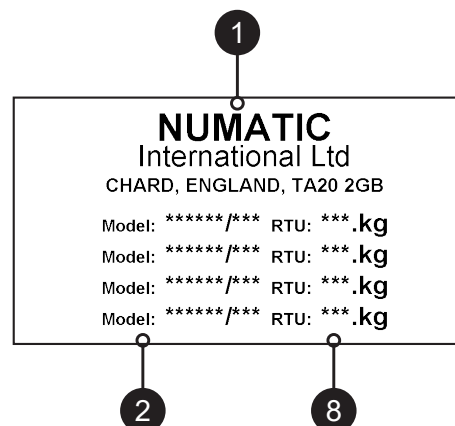 1
NUMATIC
International Ltd
CHARD, ENGLAND, TA20 2GB
Model: ******/*** RTU: ***.kg
Model: ******/*** RTU: ***.kg
Model: ******/*** RTU: ***.kg
Model: ******/*** RTU: ***.kg
2 8